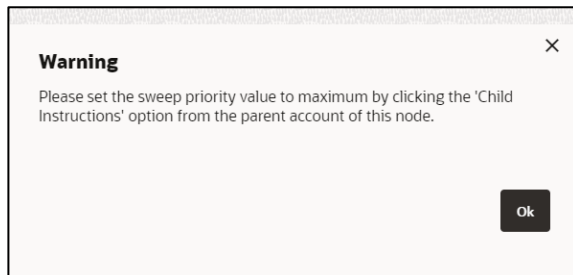 Warning
Please set the sweep priority value to maximum by clicking the 'Child
Instructions' option from the parent account of this node.
Ok